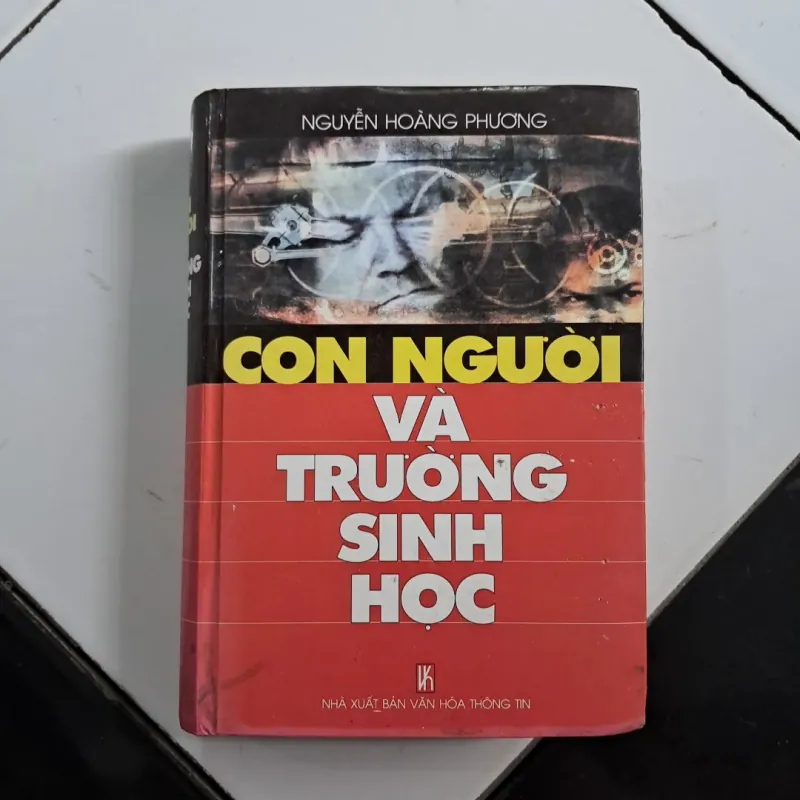 NGUYỄN HOÀNG PHƯƠNG
CON NGƯỜI
VÀ
TRƯỜNG
SINH
HỌC
NHÀ XUẤT BẢN VĂN HÓA THÔNG TIN